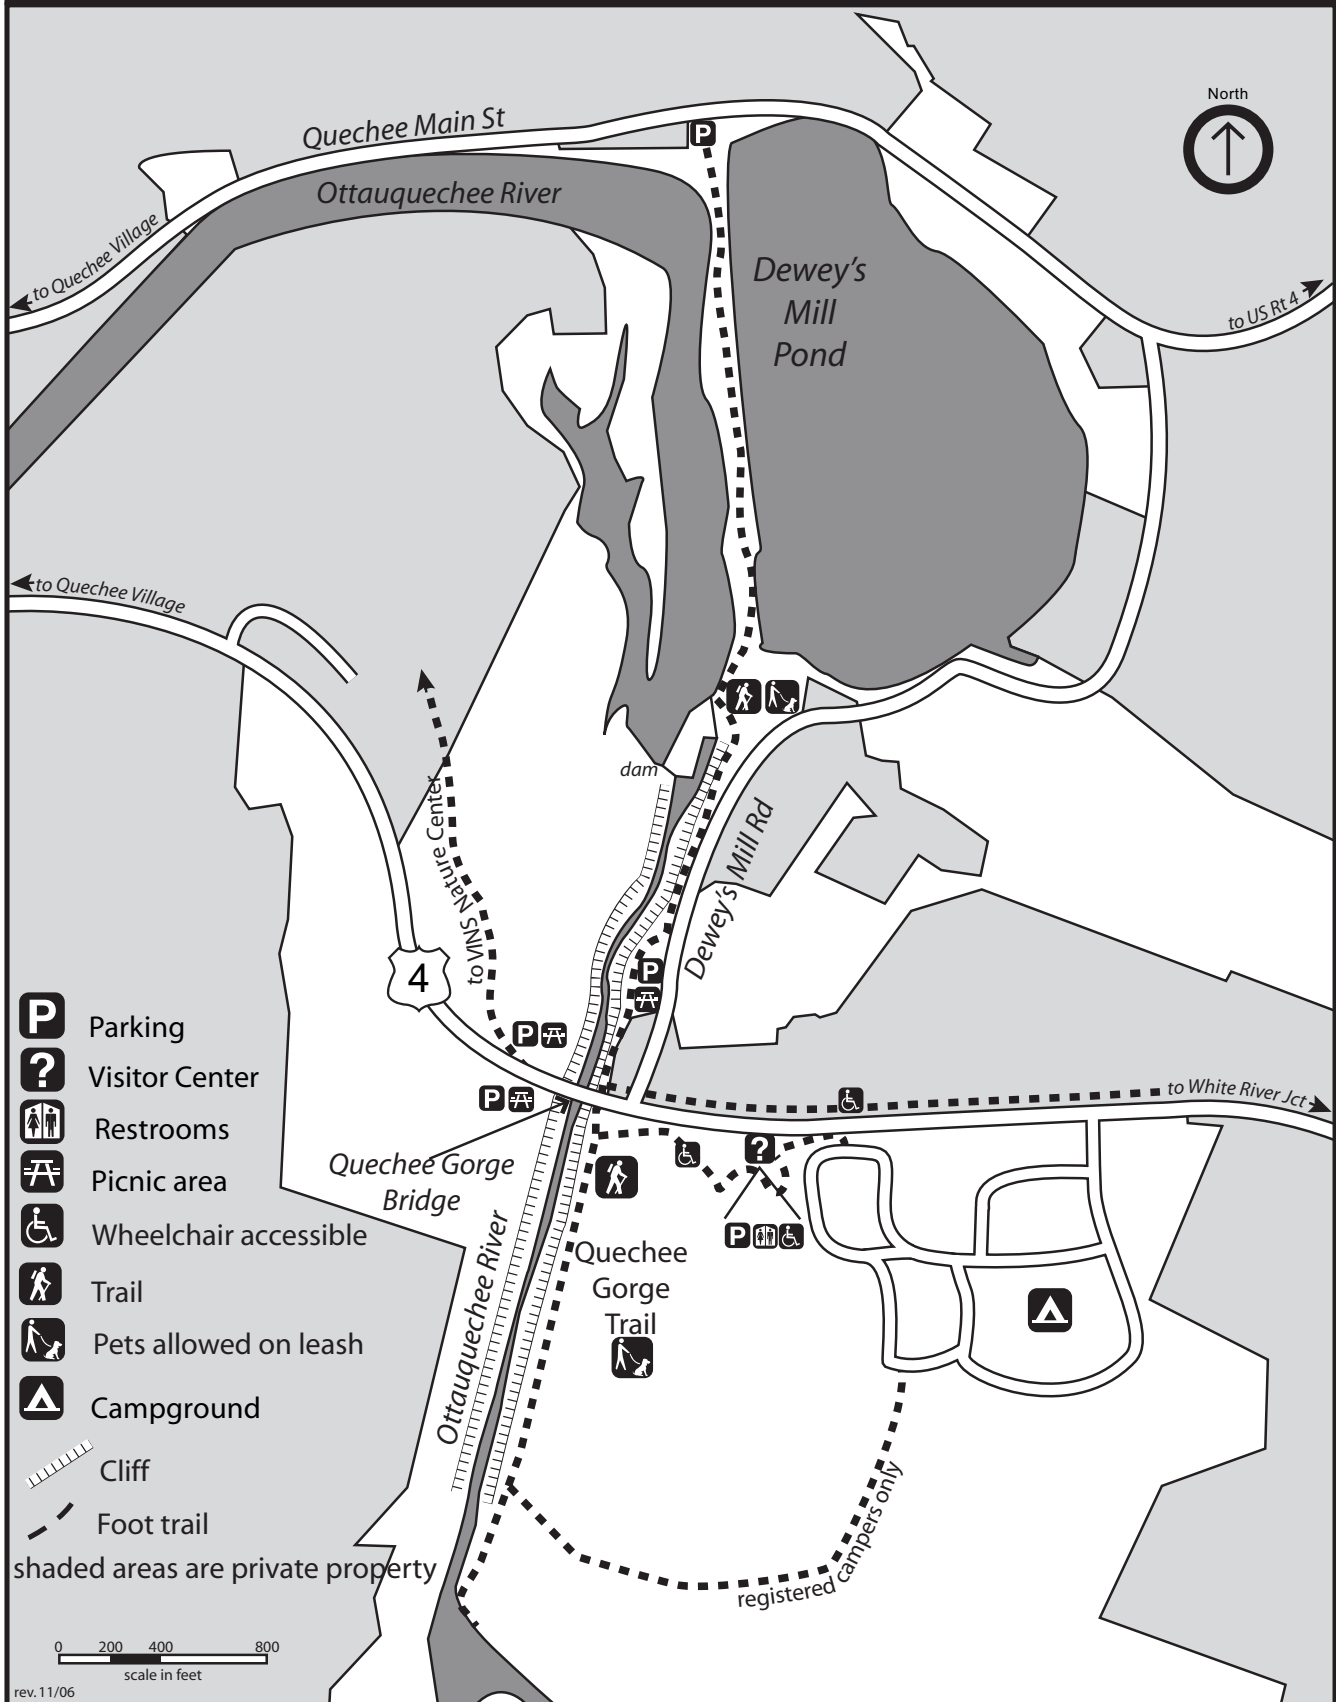 North
Quechee Main St
Ottauquechee River
to Quechee Village
Dewey's
Mill
Pond
to US Rt 4
to Quechee Village
dam
to VINS Nature Center
Dewey's Mill Rd
4
P
P
P
P
to White River Jct
Quechee Gorge
Bridge
?
P
Ottauquechee River
Quechee
Gorge
Trail
registered campers only
P Parking
? Visitor Center
Restrooms
Picnic area
Wheelchair accessible
Trail
Pets allowed on leash
Campground
Cliff
Foot trail
shaded areas are private property
0 200 400 800
scale in feet
rev. 11/06